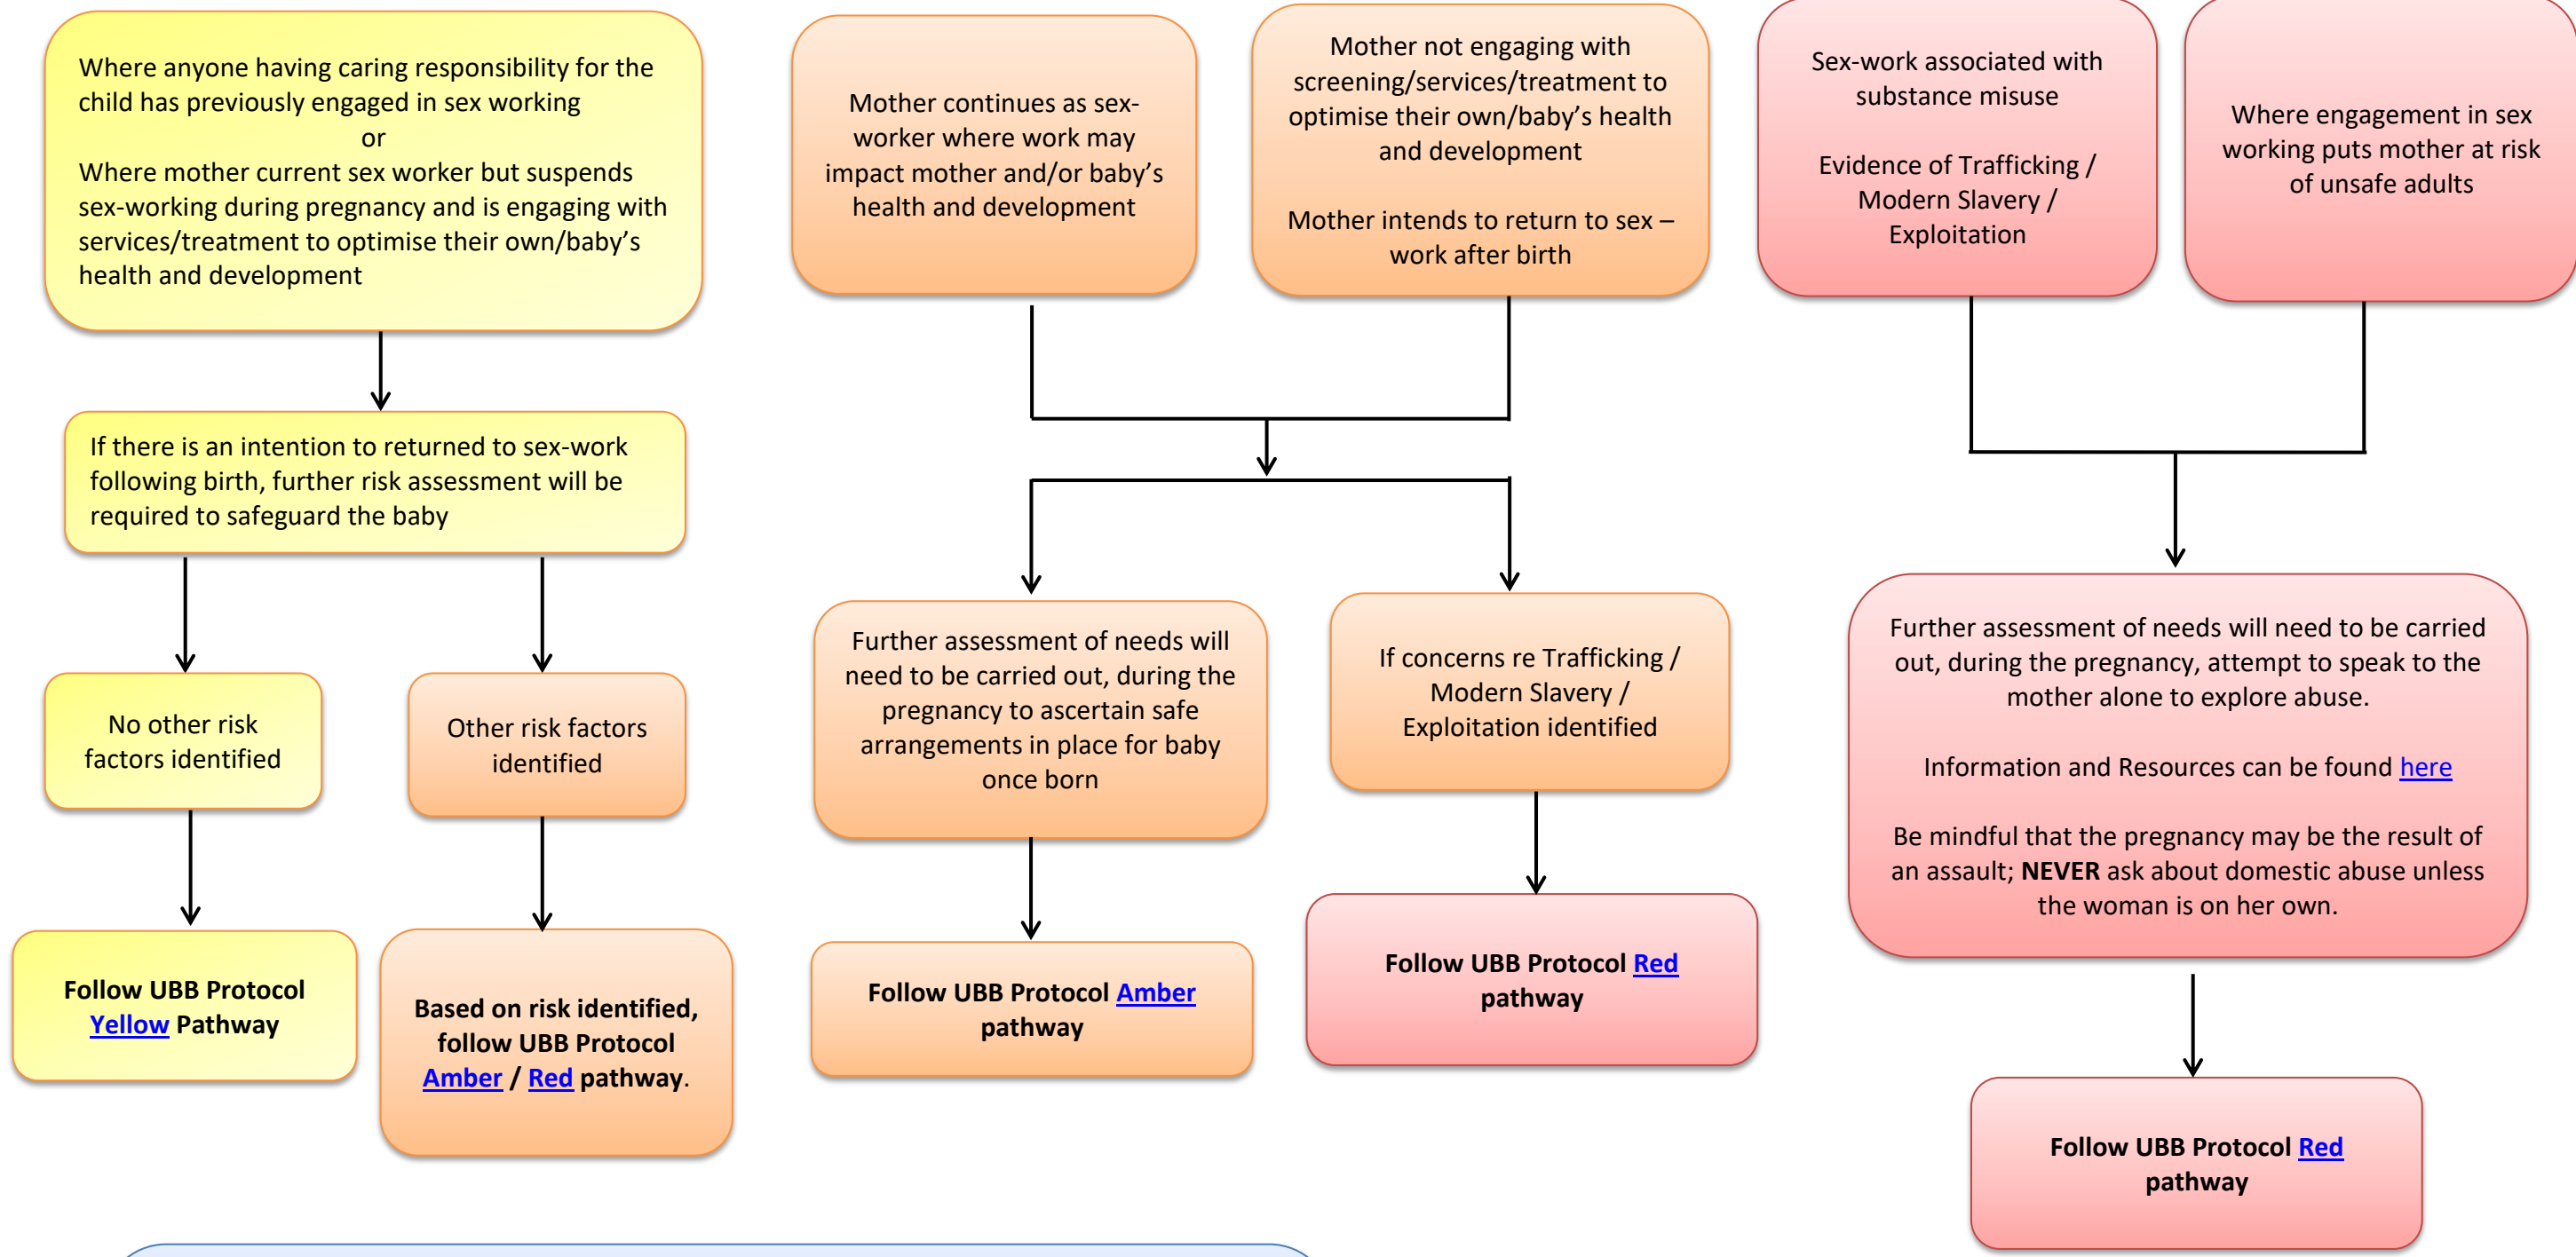 Where anyone having caring responsibility for the
child has previously engaged in sex working
or
Where mother current sex worker but suspends
sex-working during pregnancy and is engaging with
services/treatment to optimise their own/baby’s
health and development
If there is an intention to returned to sex-work
following birth, further risk assessment will be
required to safeguard the baby
No other risk
factors identified
Other risk factors
identified
Follow UBB Protocol
Yellow Pathway
Based on risk identified,
follow UBB Protocol
Amber / Red pathway.
Mother continues as sex-
worker where work may
impact mother and/or baby’s
health and development
Mother not engaging with
screening/services/treatment to
optimise their own/baby’s health
and development
Mother intends to return to sex –
work after birth
Further assessment of needs will
need to be carried out, during the
pregnancy to ascertain safe
arrangements in place for baby
once born
If concerns re Trafficking /
Modern Slavery /
Exploitation identified
Follow UBB Protocol Amber
pathway
Follow UBB Protocol Red
pathway
Sex-work associated with
substance misuse
Evidence of Trafficking /
Modern Slavery /
Exploitation
Where engagement in sex
working puts mother at risk
of unsafe adults
Further assessment of needs will need to be carried
out, during the pregnancy, attempt to speak to the
mother alone to explore abuse.
Information and Resources can be found here
Be mindful that the pregnancy may be the result of
an assault; NEVER ask about domestic abuse unless
the woman is on her own.
Follow UBB Protocol Red
pathway